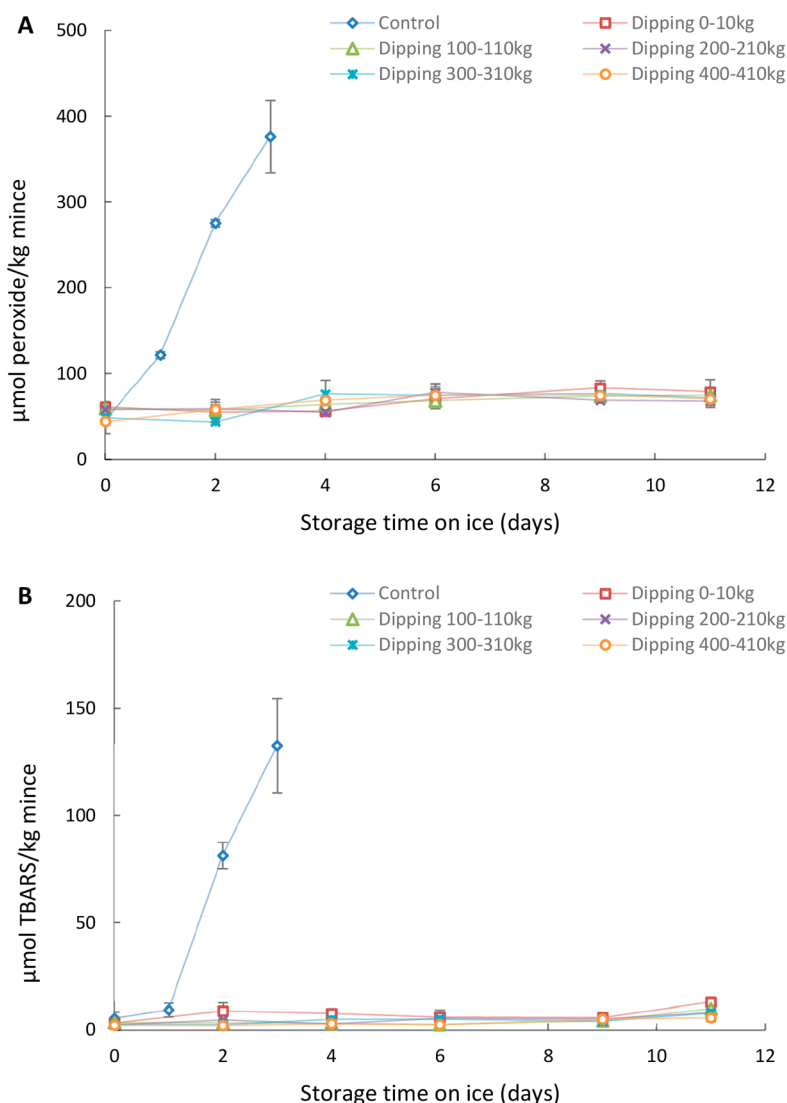 A
Control
Dipping 0-10kg
Dipping 100-110kg
Dipping 200-210kg
Dipping 300-310kg
Dipping 400-410kg
500
400
300
200
100
0
µmol peroxide/kg mince
0 2 4 6 8 10 12
Storage time on ice (days)
B
Control
Dipping 0-10kg
Dipping 100-110kg
Dipping 200-210kg
Dipping 300-310kg
Dipping 400-410kg
200
150
100
50
0
µmol TBARS/kg mince
0 2 4 6 8 10 12
Storage time on ice (days)